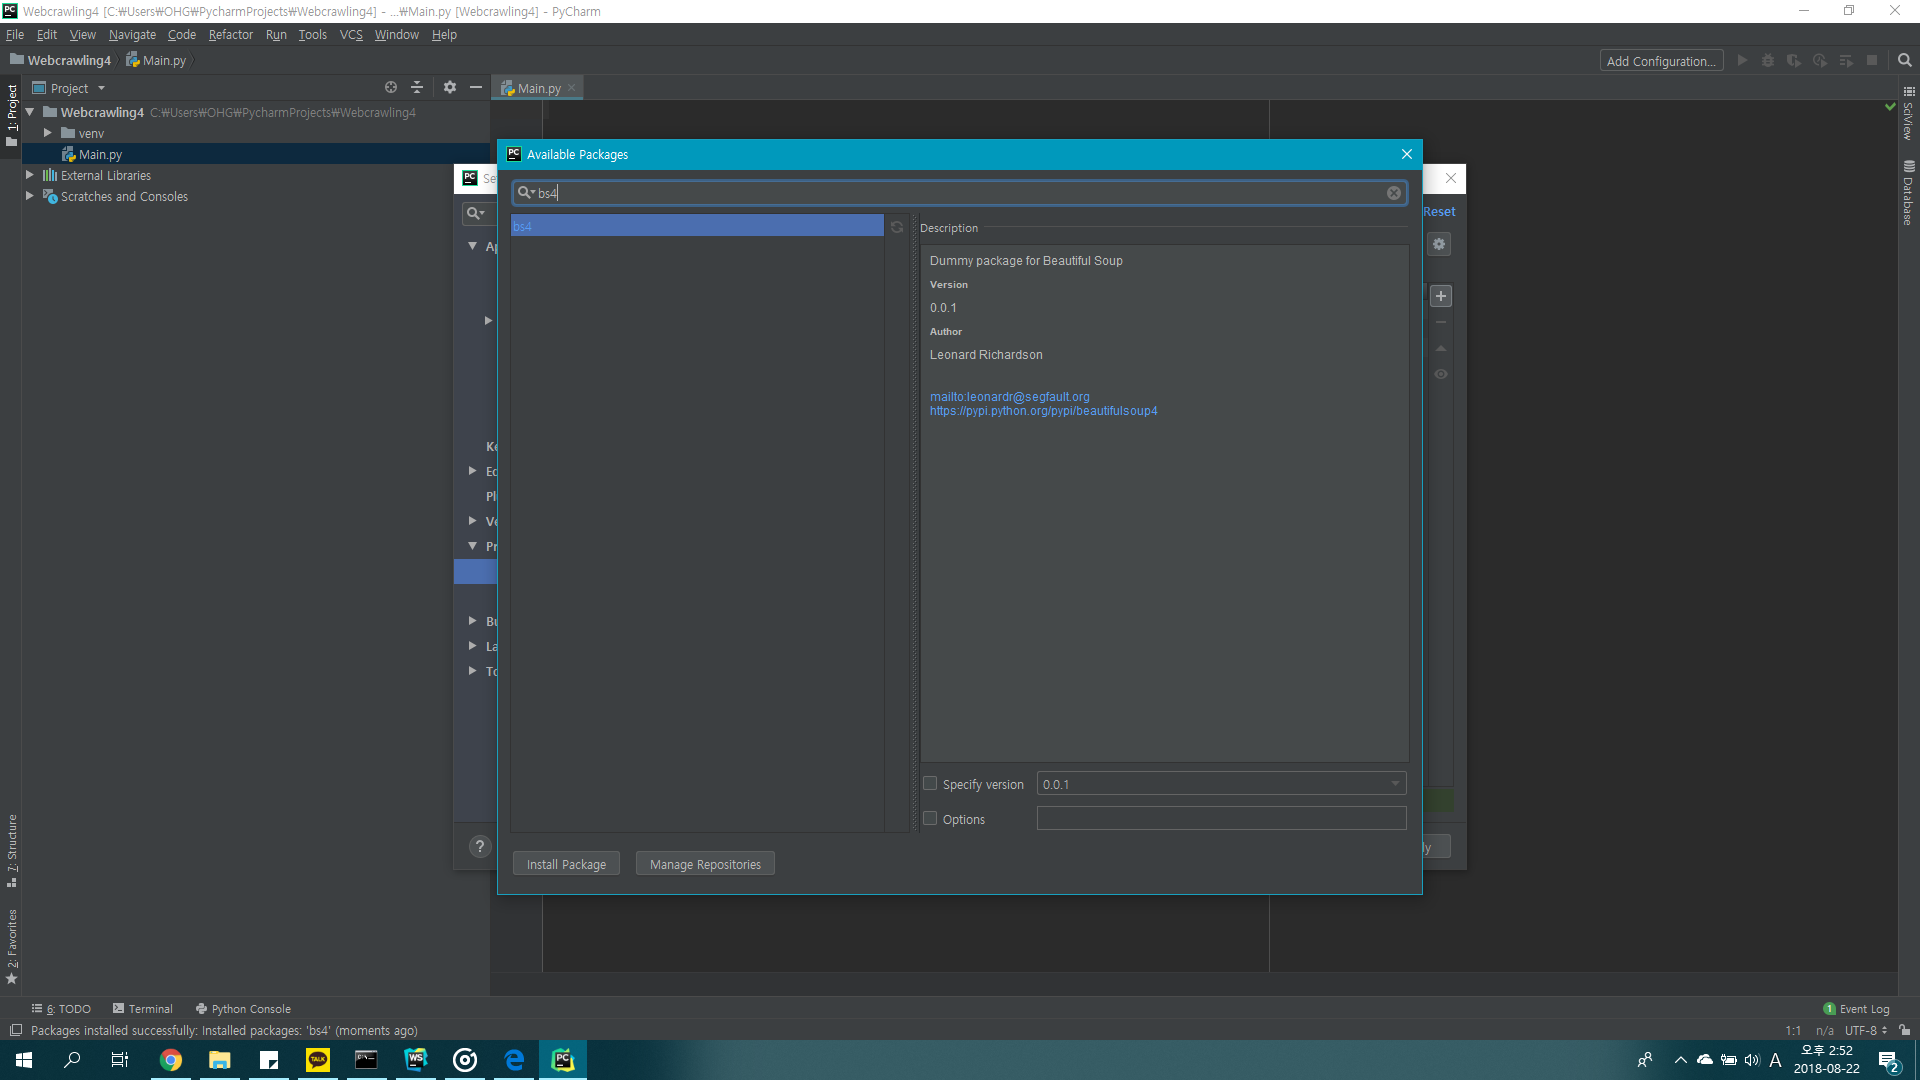 Webcrawling4 [C:₩Users₩OHG₩PycharmProjects₩Webcrawling4] - ...₩Main.py [Webcrawling4] - PyCharm
File Edit View Navigate Code Refactor Run Tools VCS Window Help
Webcrawling4 Main.py Add Configuration...
Project Main.py
Webcrawling4 C:₩Users₩OHG₩PycharmProjects₩Webcrawling4
venv
Main.py
External Libraries
Scratches and Consoles
1: Project
7: Structure
2: Favorites
SciView
Database
Se
Reset
Ap
Ke
Ed
Pl
Ve
Pr
Bu
La
To
?
ly
Available Packages
bs4
bs4
Description
Dummy package for Beautiful Soup
Version
0.0.1
Author
Leonard Richardson
mailto:leonardr@segfault.org
https://pypi.python.org/pypi/beautifulsoup4
Specify version 0.0.1
Options
Install Package Manage Repositories
6: TODO Terminal Python Console 1 Event Log
Packages installed successfully: Installed packages: 'bs4' (moments ago) 1:1 n/a UTF-8
TALK WS PC A 오후 2:52
2018-08-22 2